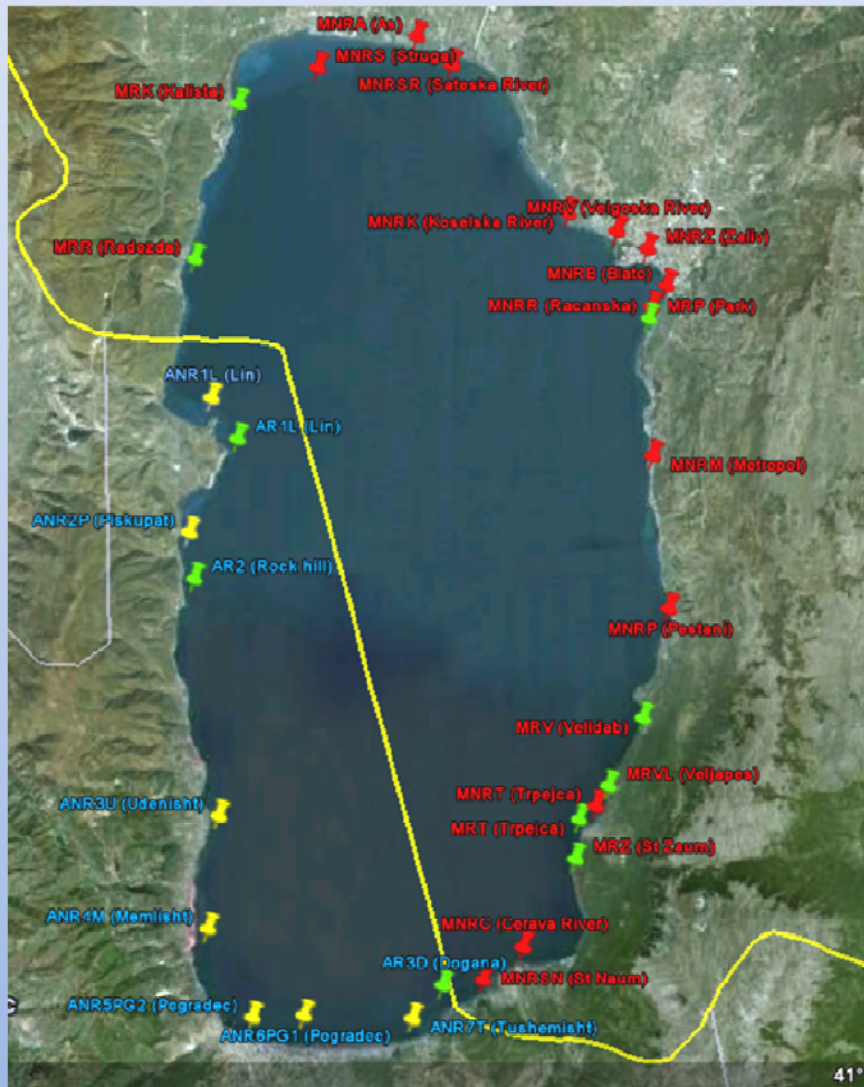 MNRA (As)
MNRS (Struga)
MNRSR (Sateska River)
MRK (Kalista)
MNRV (Velgoska River)
MNRK (Koselska River)
MNRZ (Zaliv)
MRR (Radozda)
MNRB (Blato)
MNRR (Racanska)
MRP (Park)
ANR1L (Lin)
AR1L (Lin)
MNRM (Metropol)
ANR2P (Piskupat)
AR2 (Rock hill)
MNRP (Pestani)
MRV (Velidab)
MRVL (Veljapes)
MNRT (Trpejca)
ANR3U (Udenisht)
MRT (Trpejca)
MRZ (St Zaum)
ANR4M (Memlisht)
MNRC (Cerava River)
AR3D (Dogana)
MNRSN (St Naum)
ANR5PG2 (Pogradec)
ANR6PG1 (Pogradec)
ANR7T (Tushemisht)
41°